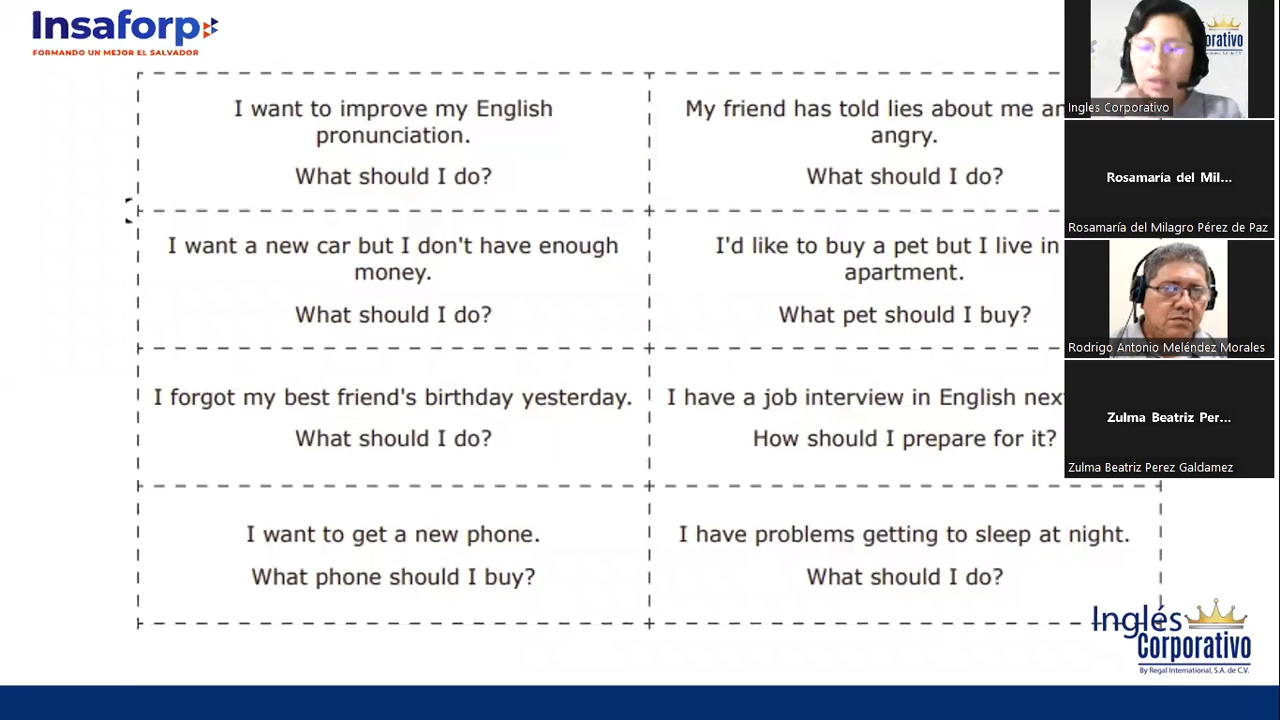 Insaforp
FORMANDO UN MEJOR EL SALVADOR
I want to improve my English
pronunciation.
What should I do?
My friend has told lies about me an
angry.
What should I do?
I want a new car but I don't have enough
money.
What should I do?
I'd like to buy a pet but I live in
apartment.
What pet should I buy?
I forgot my best friend's birthday yesterday.
What should I do?
I have a job interview in English nex
How should I prepare for it?
I want to get a new phone.
What phone should I buy?
I have problems getting to sleep at night.
What should I do?
Ingles Corporativo
Rosamaría del Mil...
Rosamaría del Milagro Pérez de Paz
Rodrigo Antonio Meléndez Morales
Zulma Beatriz Per...
Zulma Beatriz Perez Galdamez
Inglés
Corporativo
By Regal International, S.A. de C.V.